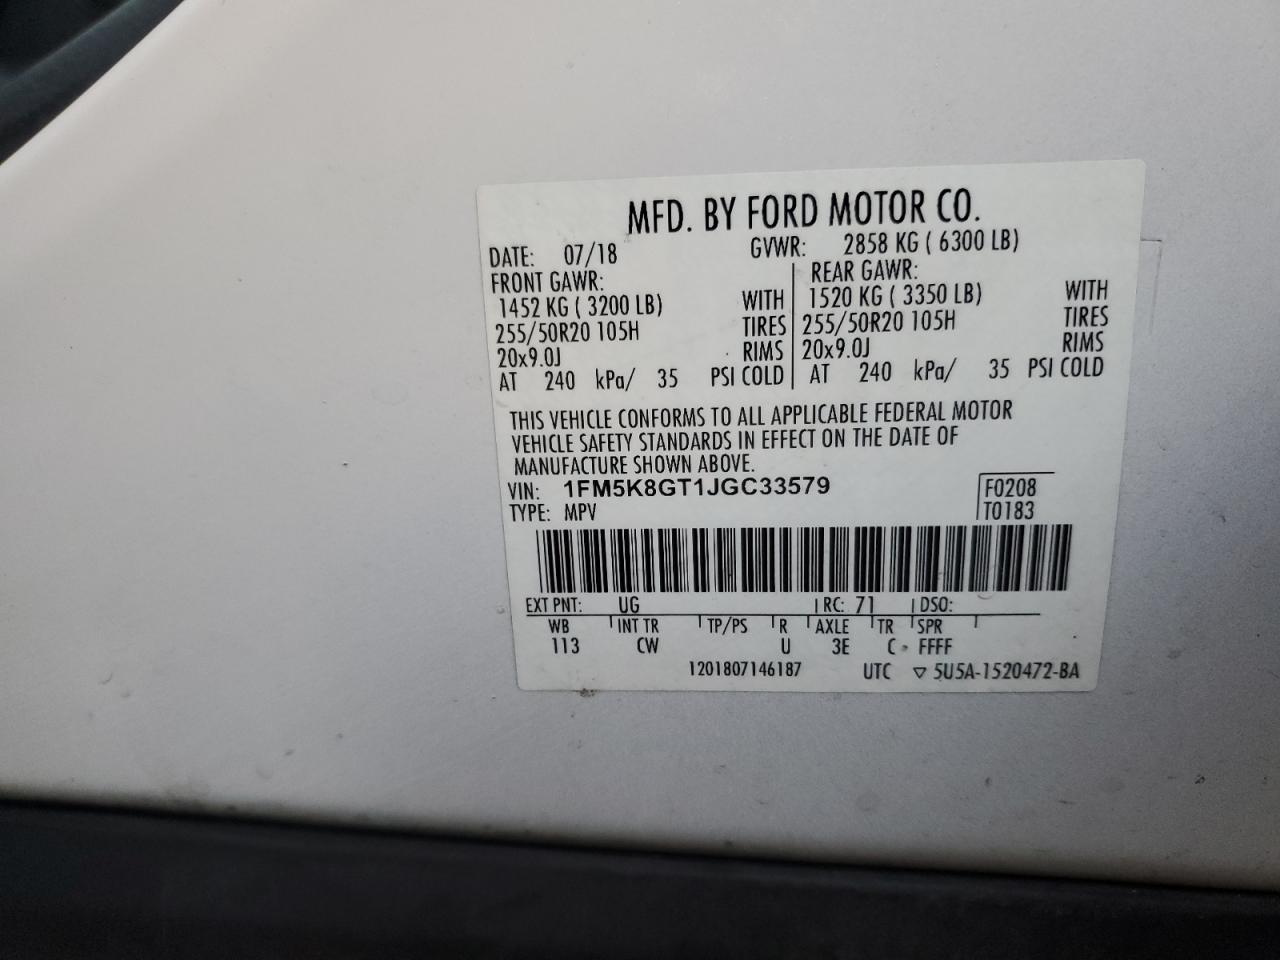 MFD. BY FORD MOTOR CO.
DATE: 07/18 GVWR: 2858 KG ( 6300 LB)
FRONT GAWR:
1452 KG ( 3200 LB) WITH
255/50R20 105H TIRES
20x9.0J RIMS
AT 240 kPa/ 35 PSI COLD
REAR GAWR:
1520 KG ( 3350 LB) WITH
255/50R20 105H TIRES
20x9.0J RIMS
AT 240 kPa/ 35 PSI COLD
THIS VEHICLE CONFORMS TO ALL APPLICABLE FEDERAL MOTOR
VEHICLE SAFETY STANDARDS IN EFFECT ON THE DATE OF
MANUFACTURE SHOWN ABOVE.
VIN: 1FM5K8GT1JGC33579
TYPE: MPV
F0208
T0183
EXT PNT: UG RC: 71 DSO:
WB INT TR TP/PS R AXLE TR SPR
113 CW U 3E C FFFF
1201807146187 UTC ▽ 5U5A-1520472-BA